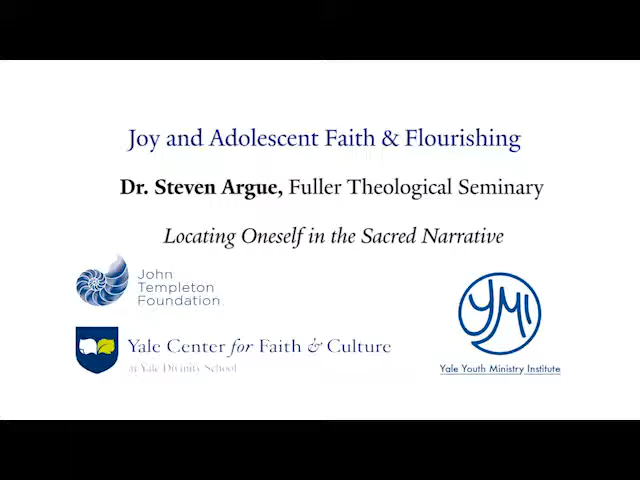 Joy and Adolescent Faith & Flourishing
Dr. Steven Argue, Fuller Theological Seminary
Locating Oneself in the Sacred Narrative
John
Templeton
Foundation
YMI
Yale Center for Faith & Culture
at Yale Divinity School
Yale Youth Ministry Institute